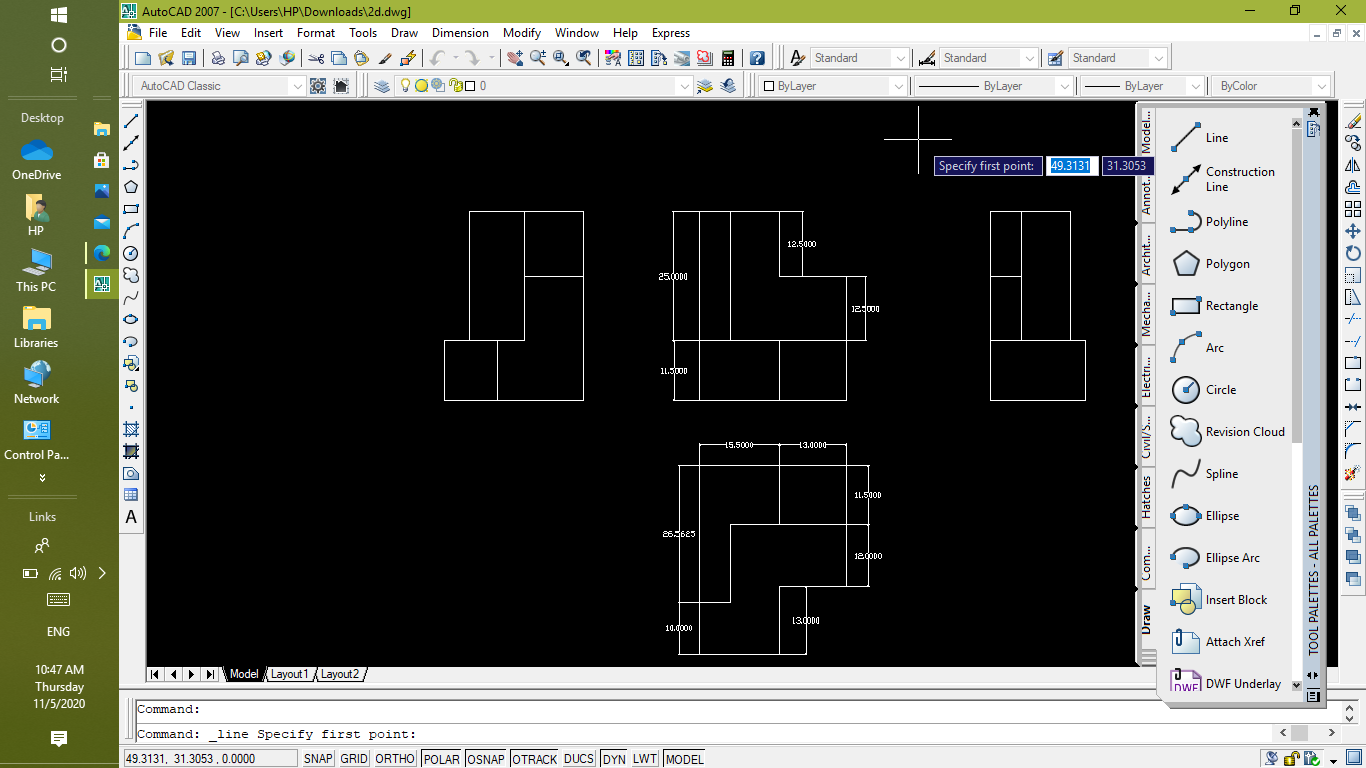 AutoCAD 2007 - [C:\Users\HP\Downloads\2d.dwg]
File Edit View Insert Format Tools Draw Dimension Modify Window Help Express
Standard Standard Standard
AutoCAD Classic 0 ByLayer ByLayer ByLayer ByColor
Desktop
OneDrive
HP
This PC
Libraries
Network
Control Pa...
Links
ENG
10:47 AM
Thursday
11/5/2020
A
Specify first point: 49.3131 31.3053
12.5000
25.0000
12.5000
11.5000
15.5000 13.0000
11.5000
26.5625
12.0000
13.0000
10.0000
Model...
Annot...
Archit...
Mecha...
Electri...
Civil/S...
Hatches
Com...
Draw
Line
Construction
Line
Polyline
Polygon
Rectangle
Arc
Circle
Revision Cloud
Spline
Ellipse
Ellipse Arc
Insert Block
Attach Xref
DWF Underlay
TOOL PALETTES - ALL PALETTES
Model Layout1 Layout2
Command:
Command: _line Specify first point:
49.3131, 31.3053 , 0.0000 SNAP GRID ORTHO POLAR OSNAP OTRACK DUCS DYN LWT MODEL